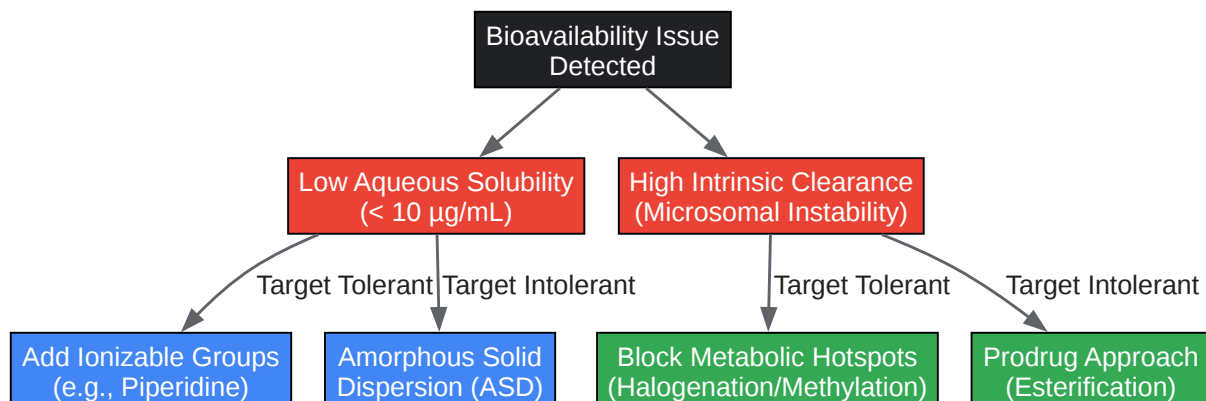 Bioavailability Issue
Detected
Low Aqueous Solubility
(< 10 µg/mL)
High Intrinsic Clearance
(Microsomal Instability)
Target Tolerant
Target Intolerant
Target Tolerant
Target Intolerant
Add Ionizable Groups
(e.g., Piperidine)
Amorphous Solid
Dispersion (ASD)
Block Metabolic Hotspots
(Halogenation/Methylation)
Prodrug Approach
(Esterification)